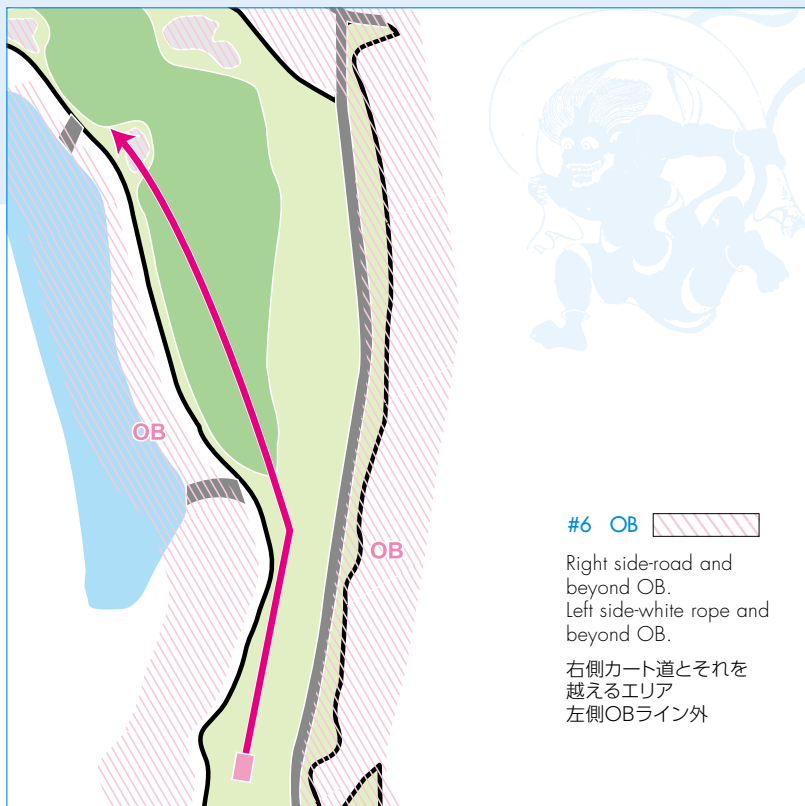 OB
OB
#6 OB
Right side-road and
beyond OB.
Left side-white rope and
beyond OB.
右側カート道とそれを
越えるエリア
左側OBライン外